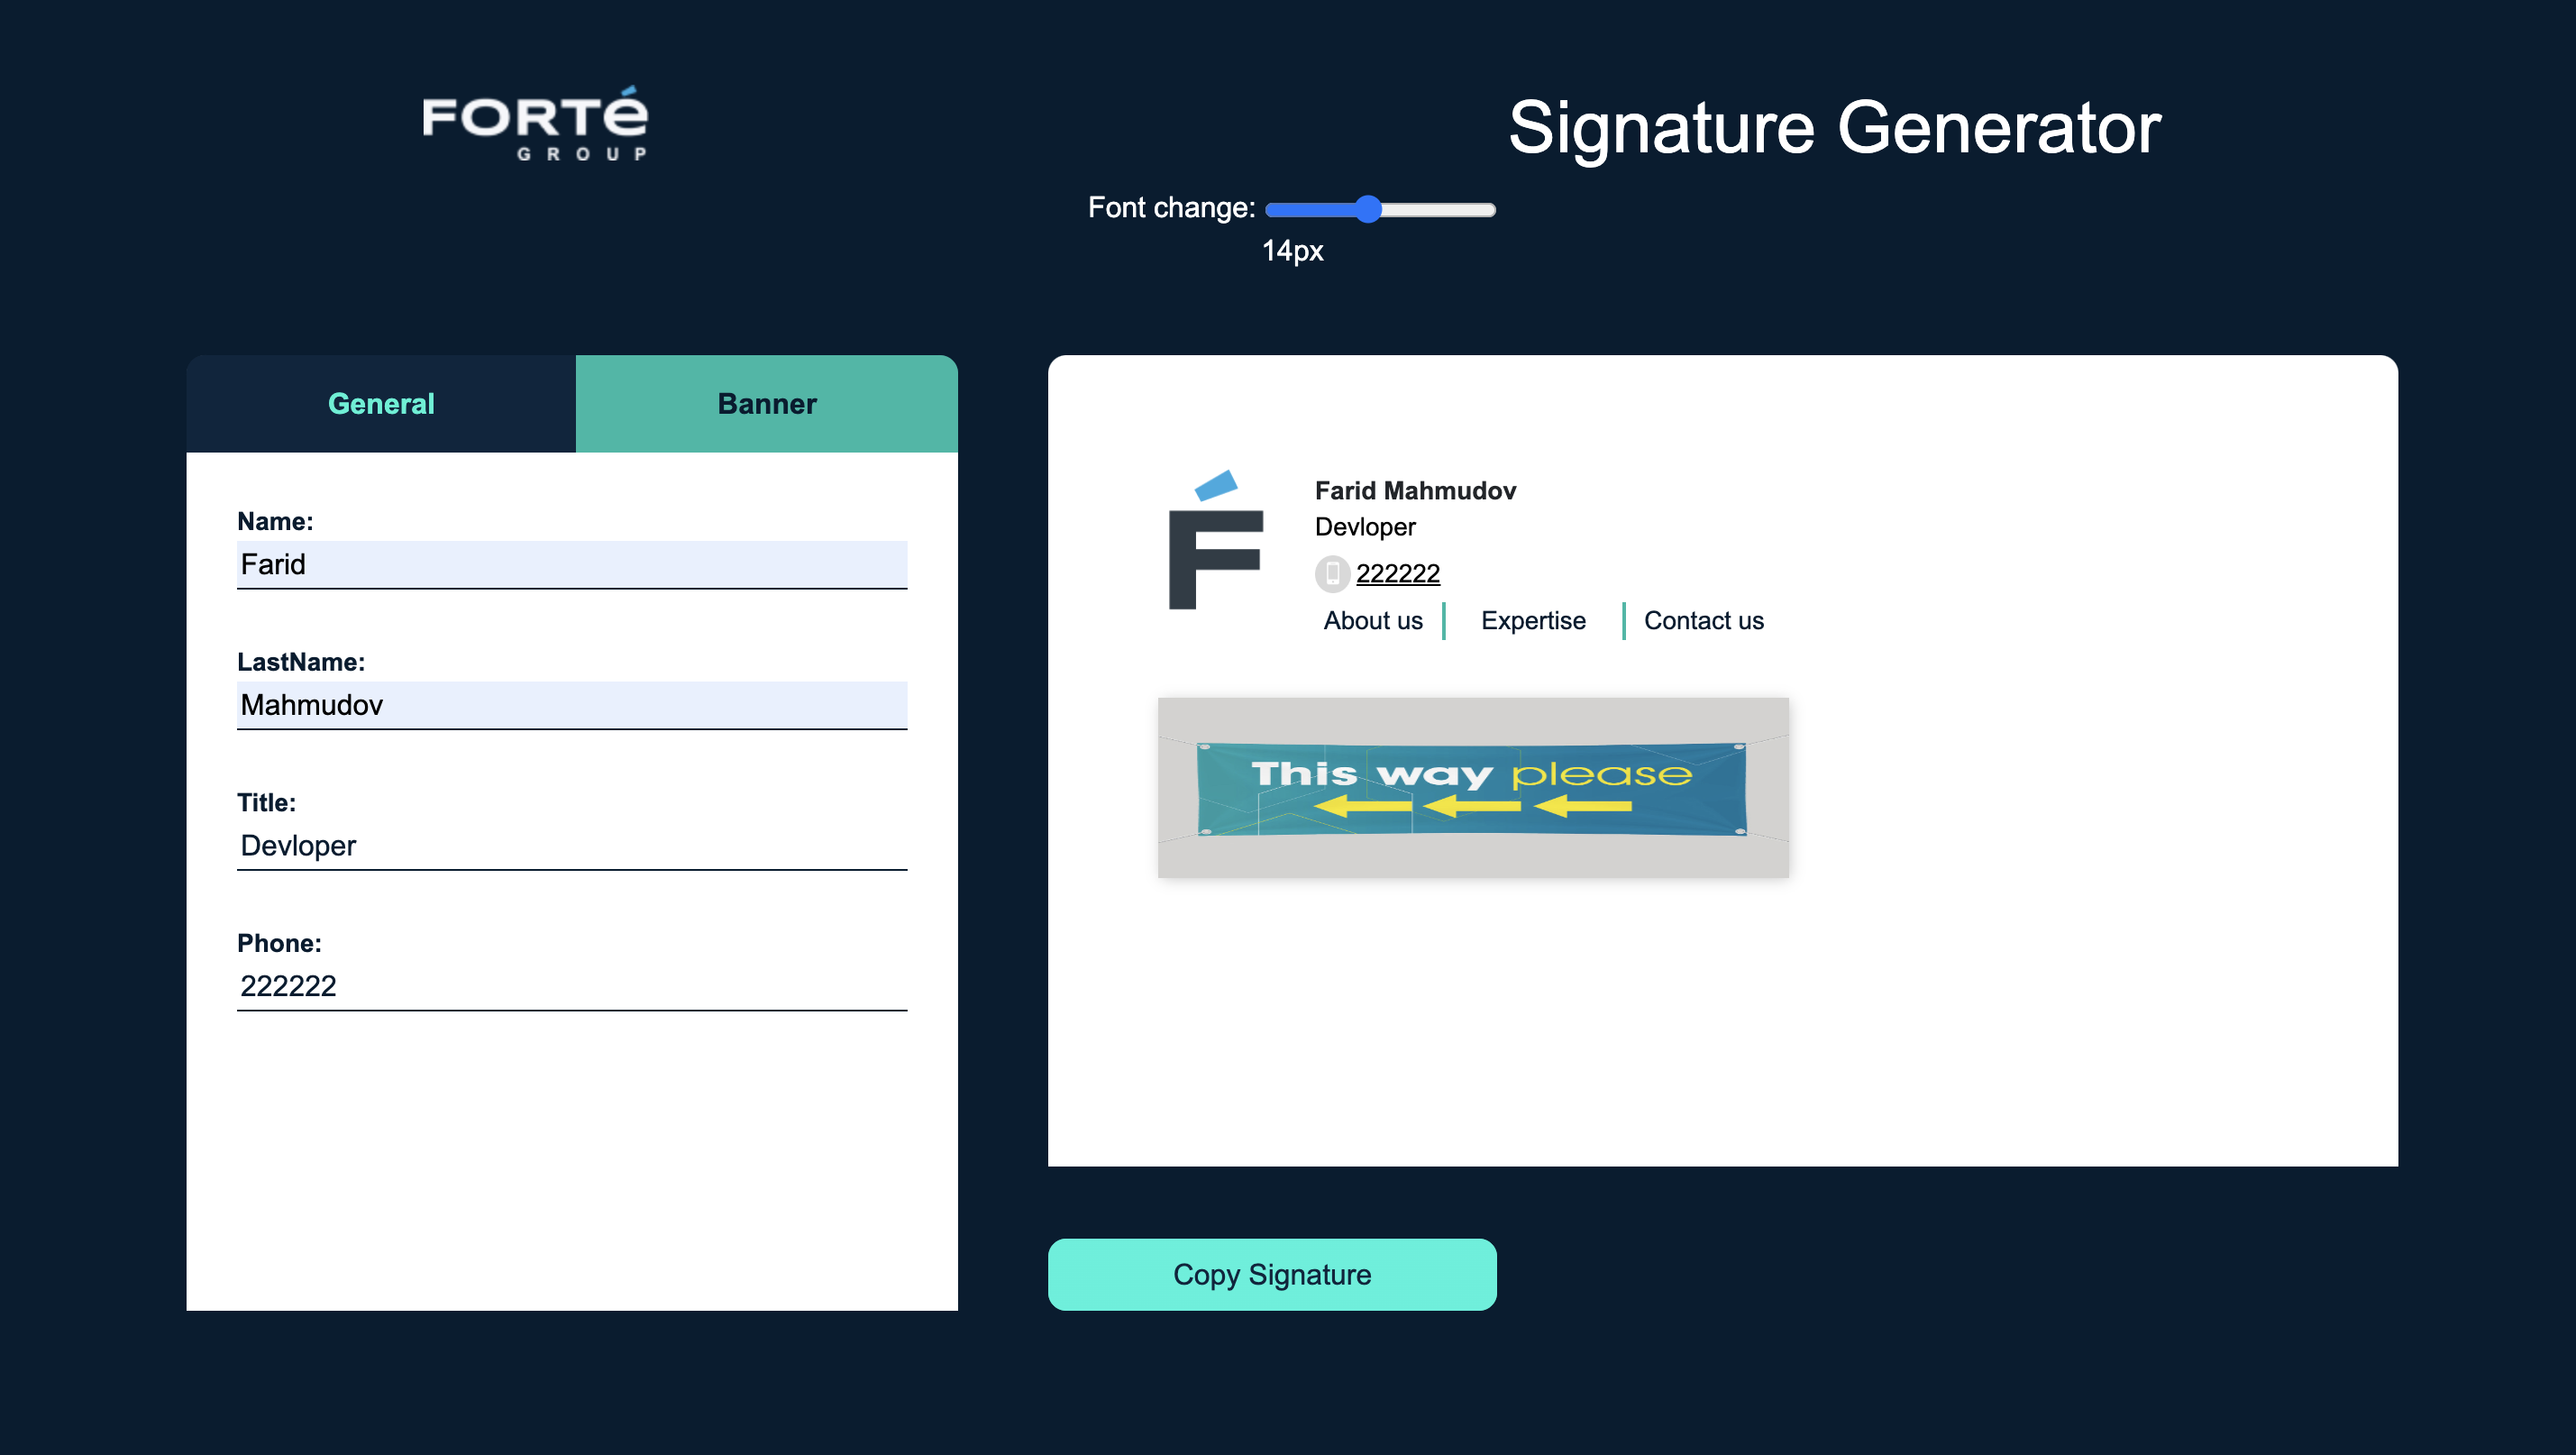 FORTé
GROUP
Signature Generator
Font change:
14px
General
Banner
Name:
Farid
LastName:
Mahmudov
Title:
Devloper
Phone:
222222
Farid Mahmudov
Devloper
222222
About us
Expertise
Contact us
This way please
Copy Signature